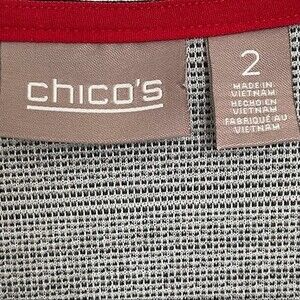 chico's
2
MADE IN
VIETNAM
HECHO EN
VIETNAM
FABRIQUÉ AU
VIETNAM